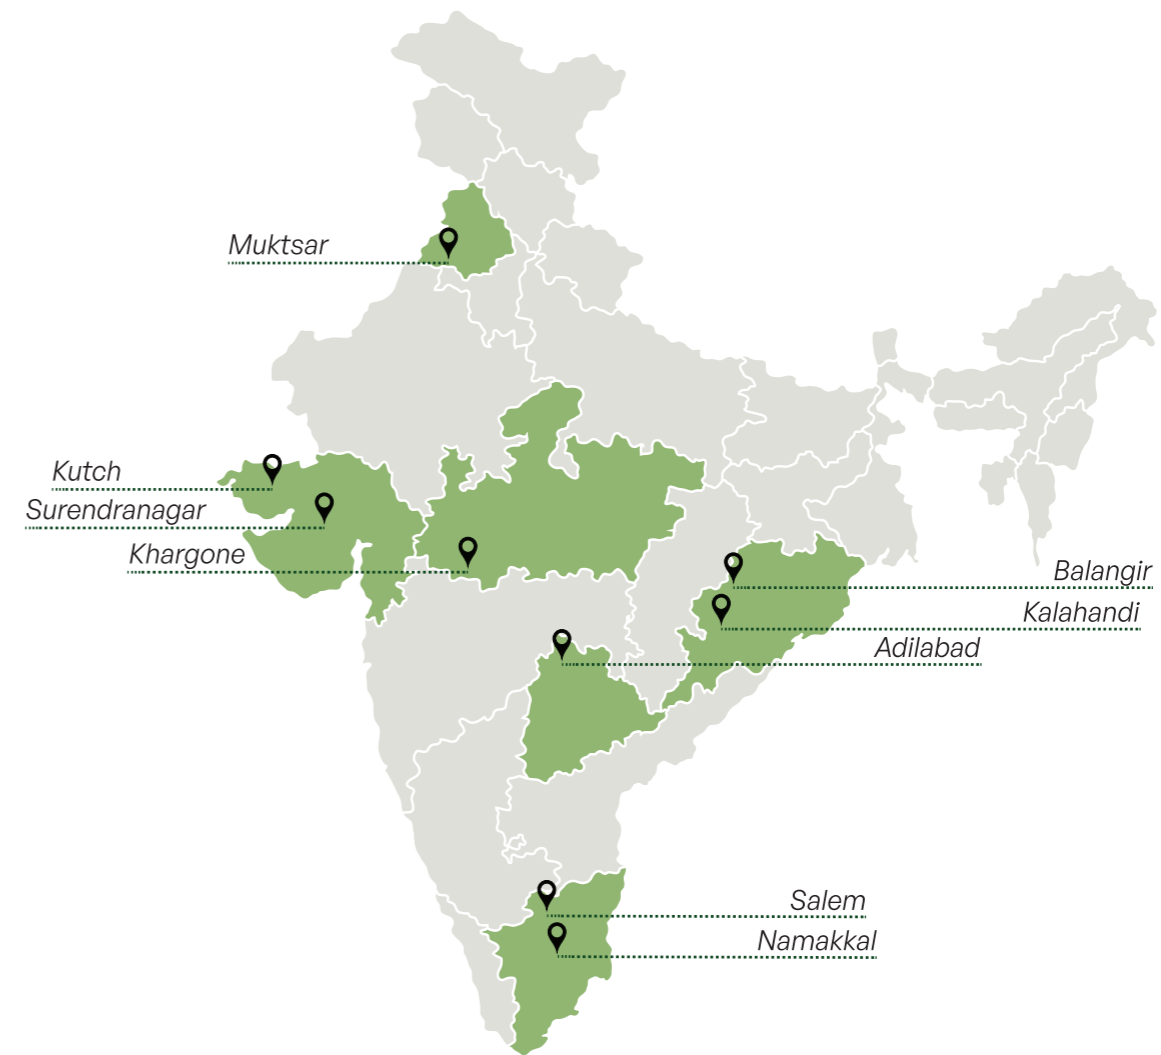 Muktsar
Kutch
Surendranagar
Khargone
Balangir
Kalahandi
Adilabad
Salem
Namakkal